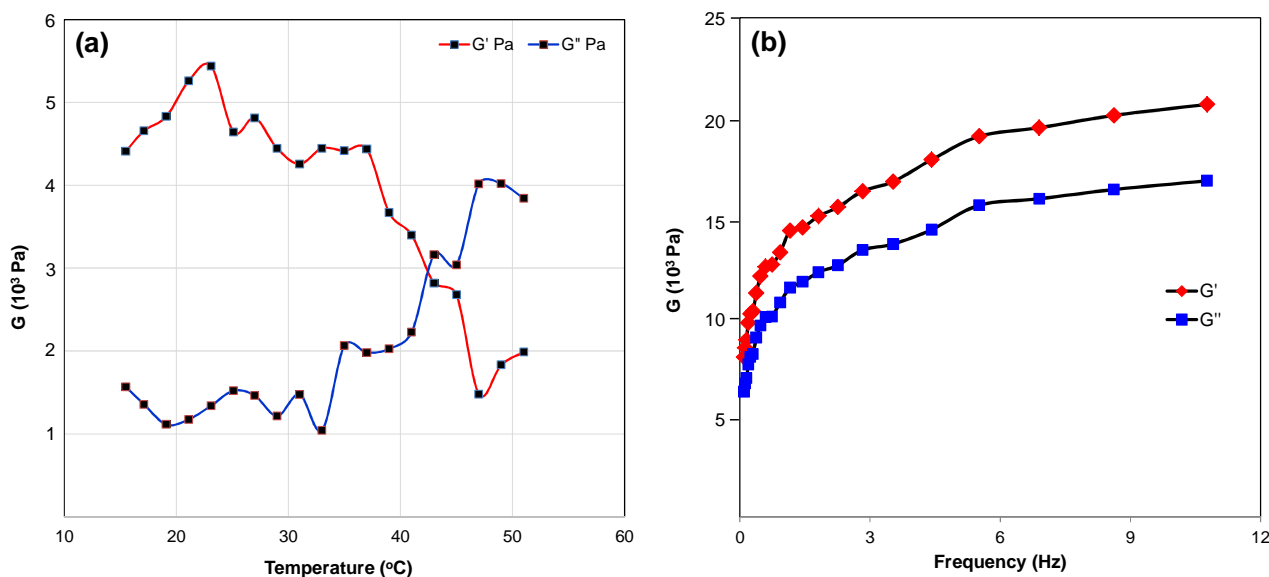 (a)
G' Pa G" Pa
6
5
4
3
2
1
G (10³ Pa)
10 20 30 40 50 60
Temperature (ᵒC)
(b)
25
20
15
10
5
G (10³ Pa)
G'
G''
0 3 6 9 12
Frequency (Hz)